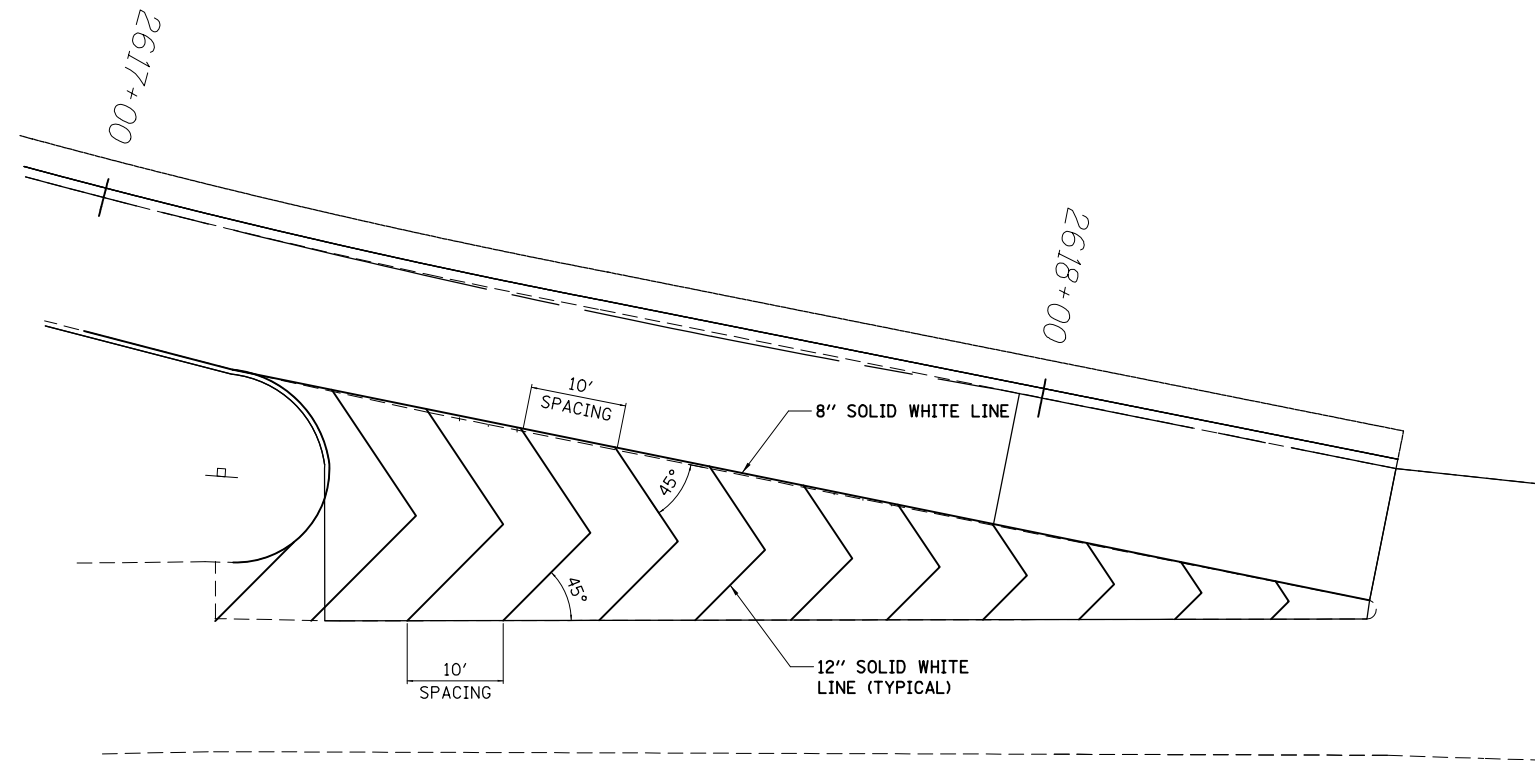 2617+00
2618+00
10'
SPACING
8" SOLID WHITE LINE
45°
45°
10'
SPACING
12" SOLID WHITE
LINE (TYPICAL)